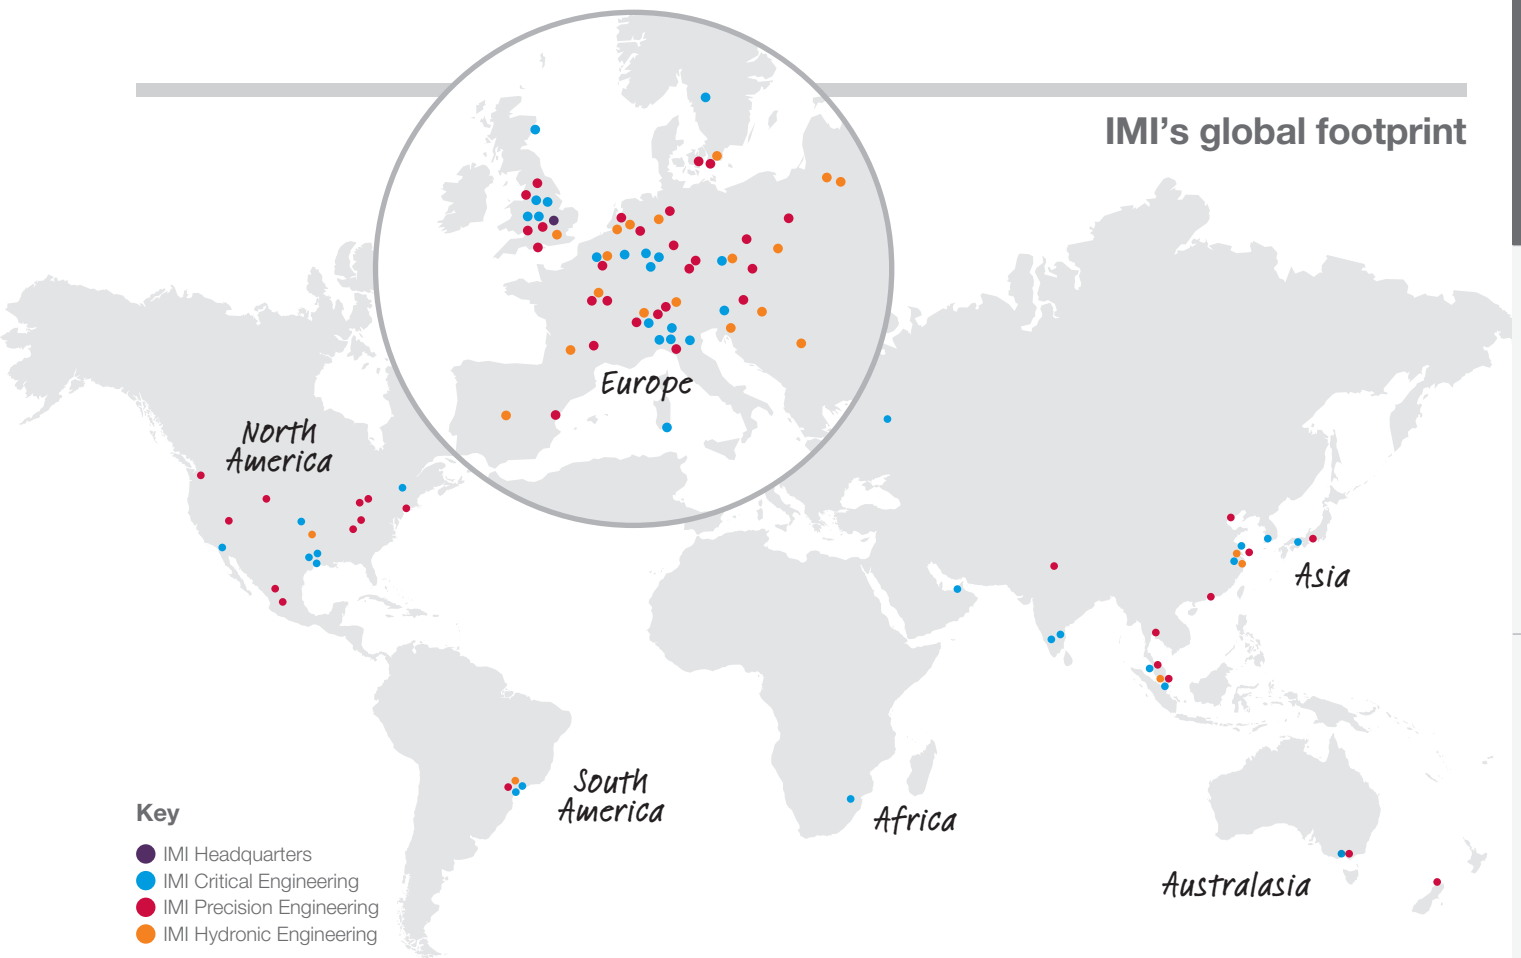 IMI's global footprint
Europe
North
America
Asia
South
America
Africa
Australasia
Key
IMI Headquarters
IMI Critical Engineering
IMI Precision Engineering
IMI Hydronic Engineering